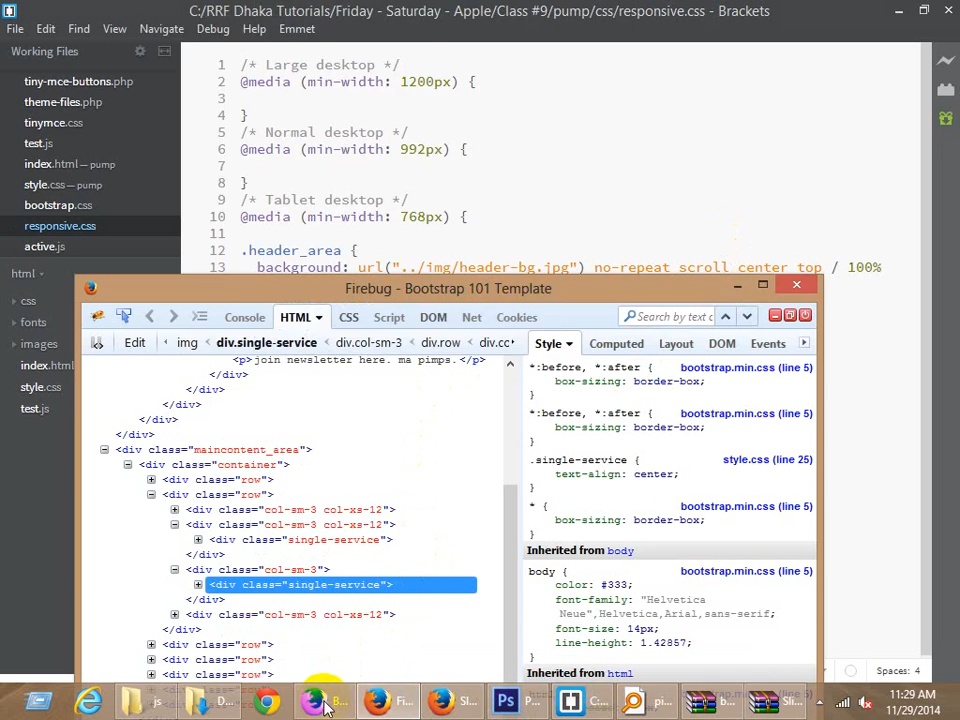 C:/RRF Dhaka Tutorials/Friday - Saturday - Apple/Class #9/pump/css/responsive.css - Brackets
File Edit Find View Navigate Debug Help Emmet
Working Files
tiny-mce-buttons.php
theme-files.php
tinymce.css
test.js
index.html — pump
style.css — pump
bootstrap.css
responsive.css
active.js
html
css
fonts
images
index.html
style.css
test.js
1 /* Large desktop */
2 @media (min-width: 1200px) {
3
4 }
5 /* Normal desktop */
6 @media (min-width: 992px) {
7
8 }
9 /* Tablet desktop */
10 @media (min-width: 768px) {
11
12 .header_area {
13 background: url("../img/header-bg.jpg") no-repeat scroll center top / 100%
Firebug - Bootstrap 101 Template
Console HTML CSS Script DOM Net Cookies
Search by text c
Edit img div.single-service div.col-sm-3 div.row div.cc
Style Computed Layout DOM Events
<p>join newsletter here. ma pimps.</p>
</div>
</div>
</div>
</div>
</div>
<div class="maincontent_area">
<div class="container">
<div class="row">
<div class="row">
<div class="col-sm-3 col-xs-12">
<div class="col-sm-3 col-xs-12">
<div class="single-service">
</div>
<div class="col-sm-3">
<div class="single-service">
</div>
<div class="col-sm-3 col-xs-12">
</div>
<div class="row">
<div class="row">
<div class="row">
*:before, *:after { bootstrap.min.css (line 5)
box-sizing: border-box;
}
*:before, *:after { bootstrap.min.css (line 5)
box-sizing: border-box;
}
.single-service { style.css (line 25)
text-align: center;
}
* { bootstrap.min.css (line 5)
box-sizing: border-box;
}
Inherited from body
body { bootstrap.min.css (line 5)
color: #333;
font-family: "Helvetica
Neue",Helvetica,Arial,sans-serif;
font-size: 14px;
line-height: 1.42857;
}
Inherited from html
Spaces: 4
js D... B... Fi... Sl... Ps P... C:... pi... b... Sli...
11:29 AM
11/29/2014